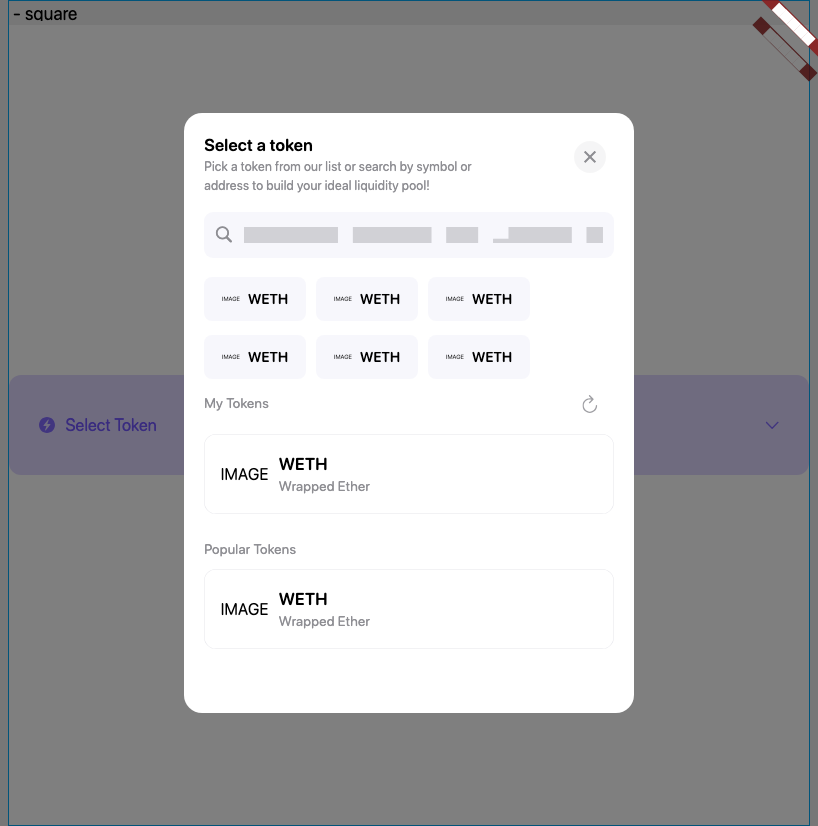 - square
Select a token
Pick a token from our list or search by symbol or
address to build your ideal liquidity pool!
IMAGE WETH IMAGE WETH IMAGE WETH
IMAGE WETH IMAGE WETH IMAGE WETH
My Tokens
Select Token
IMAGE WETH
Wrapped Ether
Popular Tokens
IMAGE WETH
Wrapped Ether